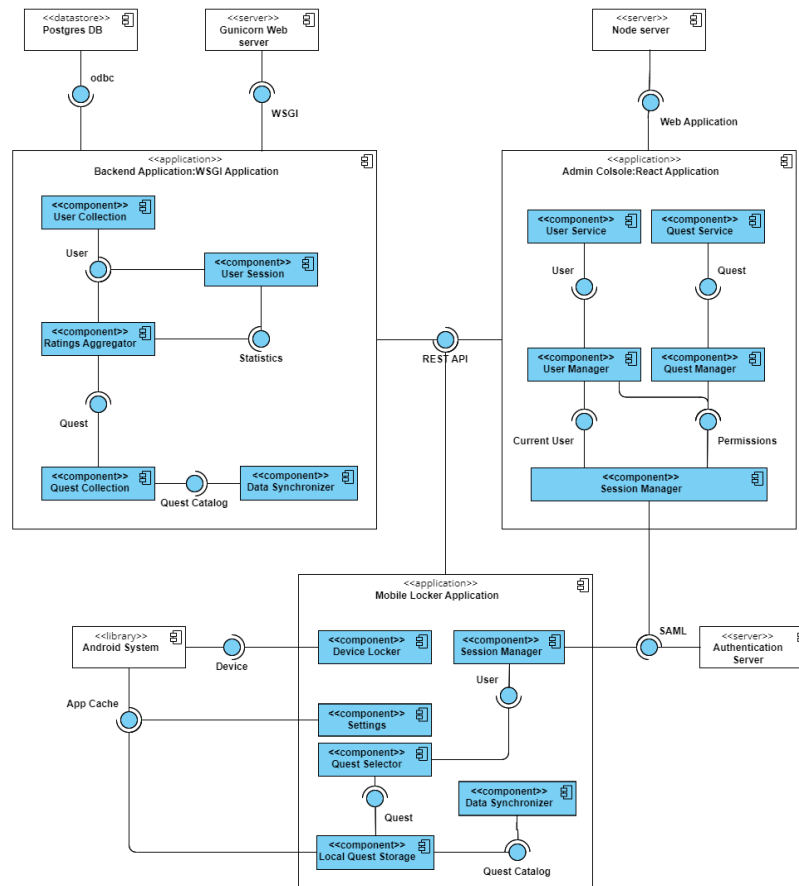 <<datastore>>
Postgres DB
<<server>>
Gunicorn Web
server
<<server>>
Node server
odbc
WSGI
Web Application
<<application>>
Backend Application:WSGI Application
<<component>>
User Collection
User
<<component>>
User Session
<<component>>
Ratings Aggregator
Statistics
Quest
<<component>>
Quest Collection
Quest Catalog
<<component>>
Data Synchronizer
REST API
<<application>>
Admin Colsole:React Application
<<component>>
User Service
<<component>>
Quest Service
User
Quest
<<component>>
User Manager
<<component>>
Quest Manager
Current User
Permissions
<<component>>
Session Manager
<<application>>
Mobile Locker Application
<<library>>
Android System
Device
<<component>>
Device Locker
<<component>>
Session Manager
SAML
<<server>>
Authentication
Server
App Cache
User
<<component>>
Settings
<<component>>
Quest Selector
<<component>>
Data Synchronizer
Quest
<<component>>
Local Quest Storage
Quest Catalog